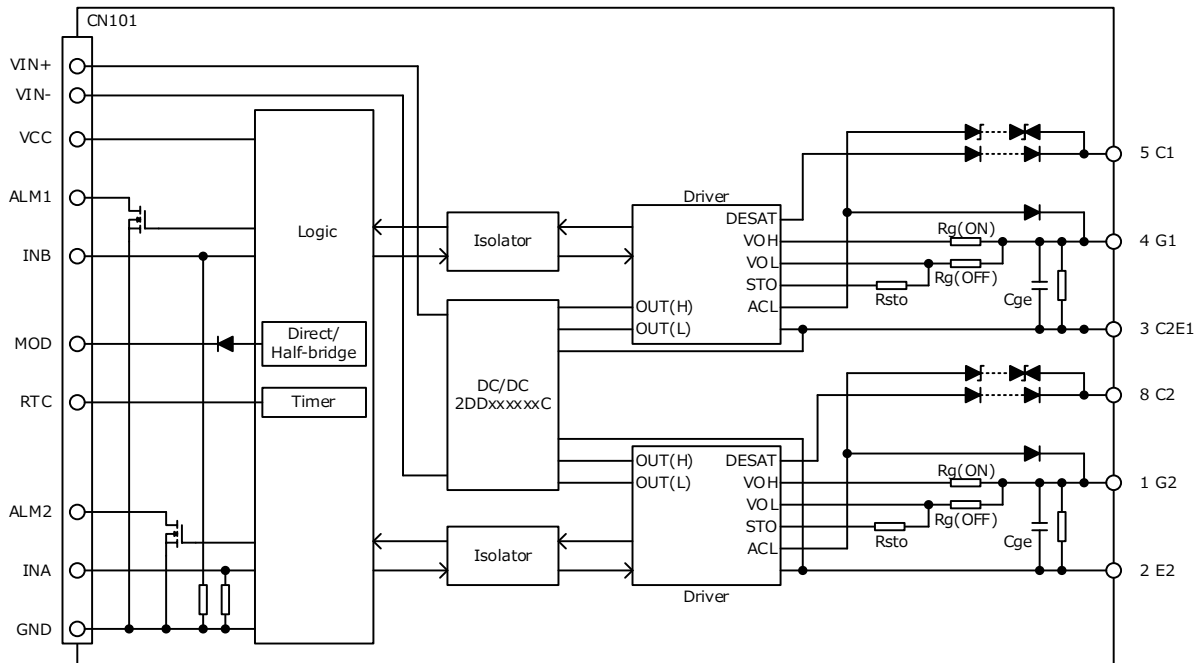 CN101
VIN+
VIN-
VCC
ALM1
INB
MOD
RTC
ALM2
INA
GND
Logic
Direct/
Half-bridge
Timer
Isolator
DC/DC
2DDxxxxxxC
Isolator
Driver
DESAT
VOH
VOL
STO
ACL
OUT(H)
OUT(L)
Rg(ON)
Rg(OFF)
Rsto
Cge
5 C1
4 G1
3 C2E1
OUT(H)
OUT(L)
DESAT
VOH
VOL
STO
ACL
Driver
Rg(ON)
Rg(OFF)
Rsto
Cge
8 C2
1 G2
2 E2